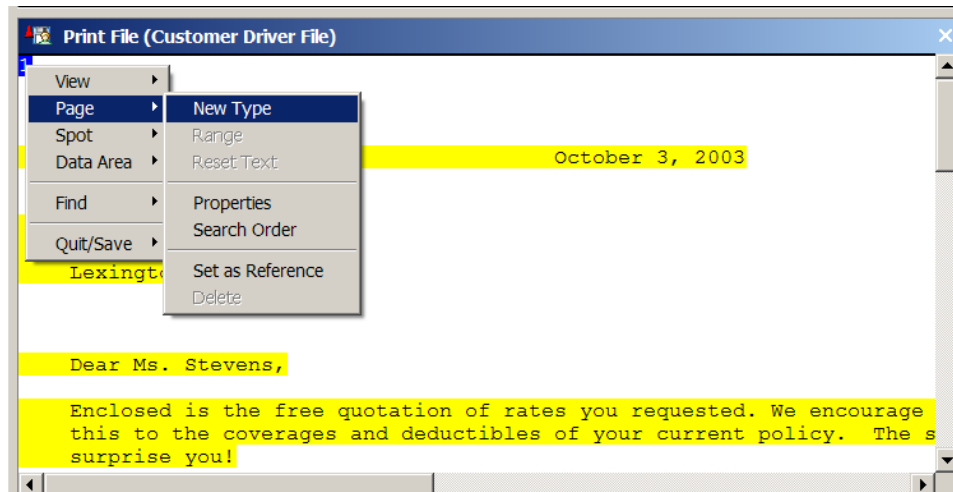 Print File (Customer Driver File)
1
View
Page
Spot
Data Area
Find
Quit/Save
New Type
Range
Reset Text
Properties
Search Order
Set as Reference
Delete
October 3, 2003
Lexingt
Dear Ms. Stevens,
Enclosed is the free quotation of rates you requested. We encourage
this to the coverages and deductibles of your current policy. The s
surprise you!